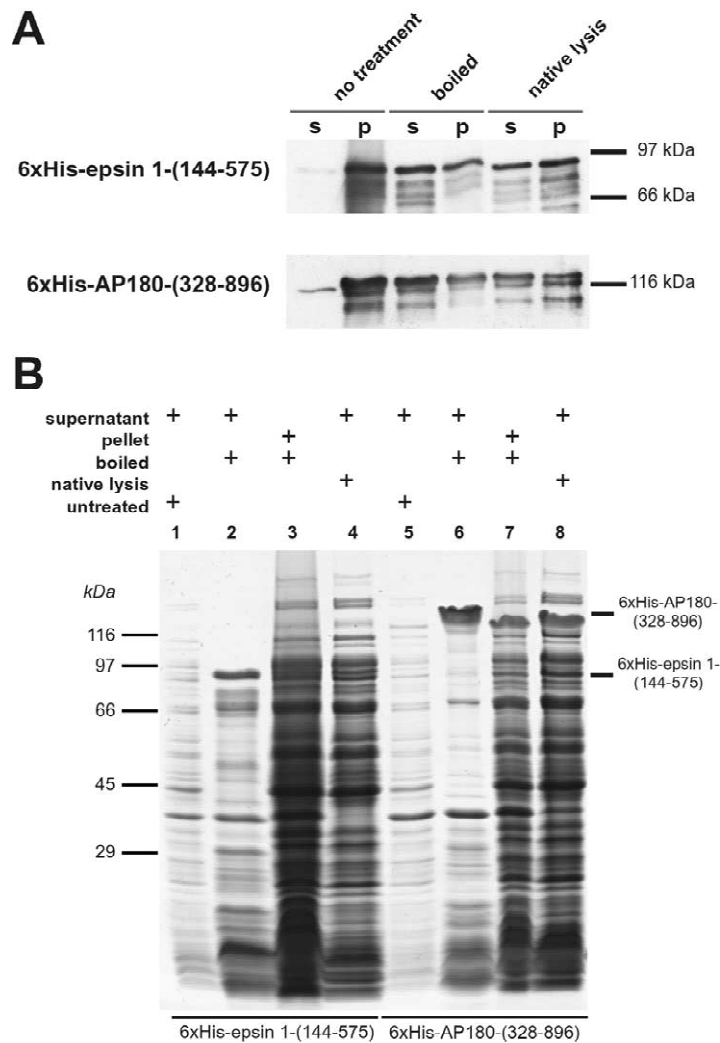 A
no treatment boiled native lysis
s p s p s p
6xHis-epsin 1-(144-575)
97 kDa
66 kDa
6xHis-AP180-(328-896)
116 kDa
B
supernatant + + + + + +
pellet + +
boiled + + + +
native lysis + +
untreated + +
1 2 3 4 5 6 7 8
kDa
116
97
66
45
29
6xHis-AP180-
(328-896)
6xHis-epsin 1-
(144-575)
6xHis-epsin 1-(144-575) 6xHis-AP180-(328-896)